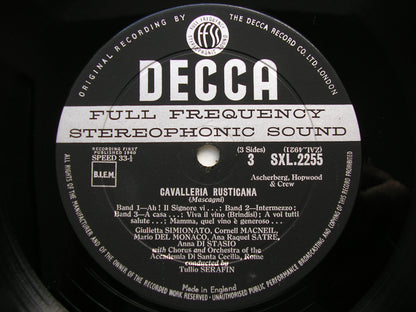 ORIGINAL RECORDING BY
THE DECCA RECORD CO. LTD. LONDON
FULL FREQUENCY
ffss
DECCA
FULL FREQUENCY
STEREOPHONIC SOUND
RECORDING FIRST
PUBLISHED 1960
SPEED 33⅓
(3 Sides)
3 SXL.2255
B.I.E.M.
Ascherberg, Hopwood
& Crew
CAVALLERIA RUSTICANA
(Mascagni)
Band 1—Ah! Il Signore vi...: Band 2—Intermezzo:
Band 3—A casa...: Viva il vino (Brindisi); A voi tutti
salute...: Mamma, quel vino è generoso...
Giulietta SIMIONATO, Cornell MACNEIL,
Mario DEL MONACO, Ana Raquel SATRE,
Anna DI STASIO
with Chorus and Orchestra of the
Accademia Di Santa Cecilia, Rome
conducted by
Tullio SERAFIN
Made in England
ALL RIGHTS OF THE MANUFACTURER AND OF THE OWNER OF THE RECORDED WORK RESERVED—UNAUTHORISED PUBLIC PERFORMANCE BROADCASTING AND COPYING OF THIS RECORD PROHIBITED